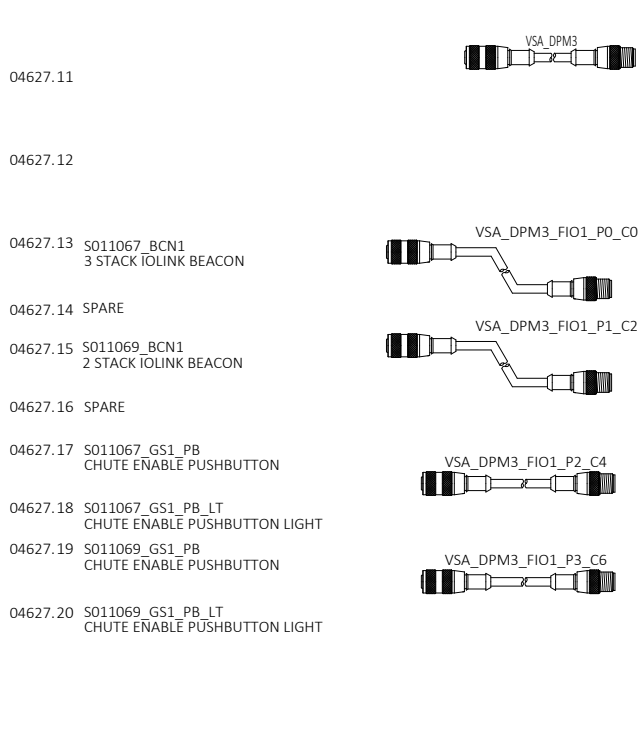 VSA_DPM3
04627.11
04627.12
VSA_DPM3_FIO1_P0_C0
04627.13 S011067_BCN1
3 STACK IOLINK BEACON
04627.14 SPARE
VSA_DPM3_FIO1_P1_C2
04627.15 S011069_BCN1
2 STACK IOLINK BEACON
04627.16 SPARE
04627.17 S011067_GS1_PB
CHUTE ENABLE PUSHBUTTON
VSA_DPM3_FIO1_P2_C4
04627.18 S011067_GS1_PB_LT
CHUTE ENABLE PUSHBUTTON LIGHT
04627.19 S011069_GS1_PB
CHUTE ENABLE PUSHBUTTON
VSA_DPM3_FIO1_P3_C6
04627.20 S011069_GS1_PB_LT
CHUTE ENABLE PUSHBUTTON LIGHT